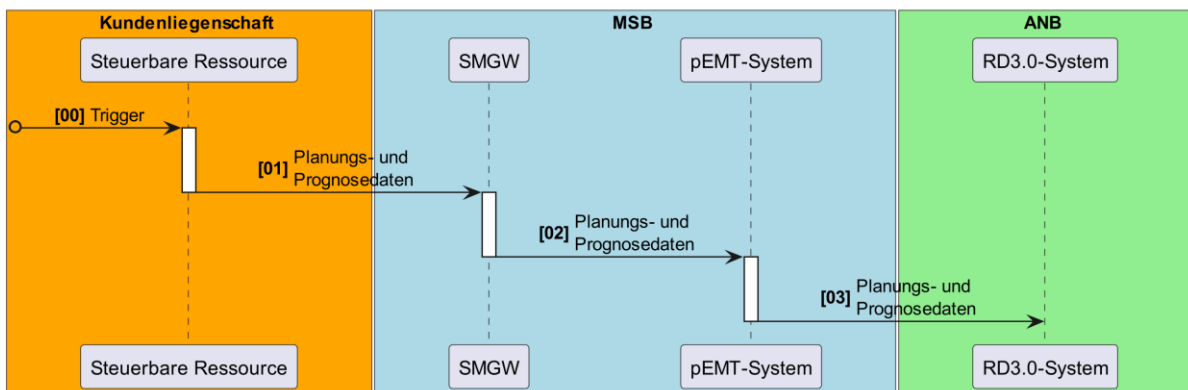 Kundenliegenschaft
MSB
ANB
Steuerbare Ressource
SMGW
pEMT-System
RD3.0-System
[00] Trigger
[01] Planungs- und
Prognosedaten
[02] Planungs- und
Prognosedaten
[03] Planungs- und
Prognosedaten
Steuerbare Ressource
SMGW
pEMT-System
RD3.0-System